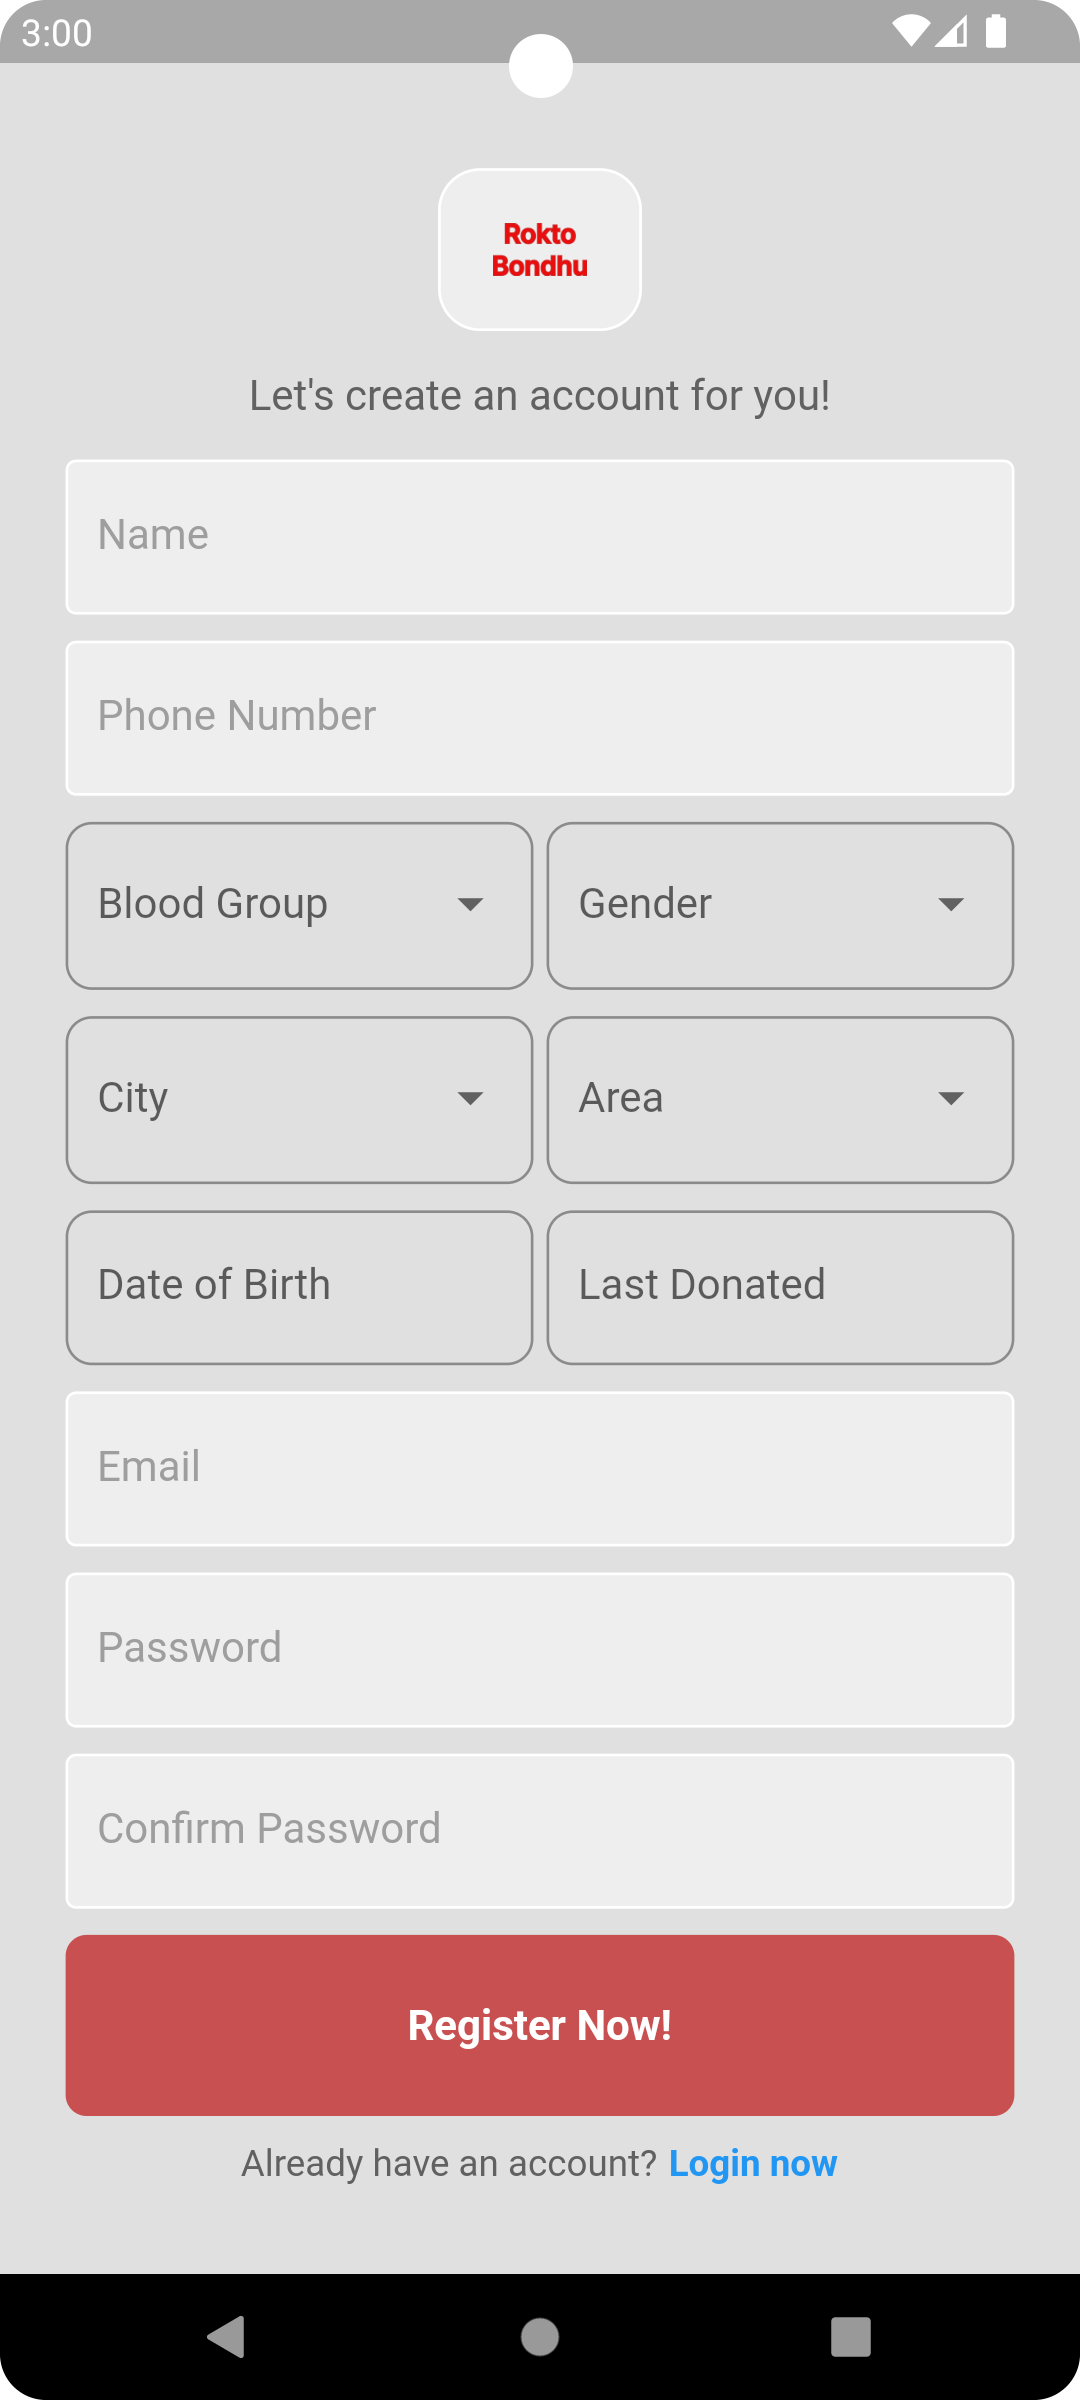 3:00
Rokto
Bondhu
Let's create an account for you!
Name
Phone Number
Blood Group
Gender
City
Area
Date of Birth
Last Donated
Email
Password
Confirm Password
Register Now!
Already have an account? Login now